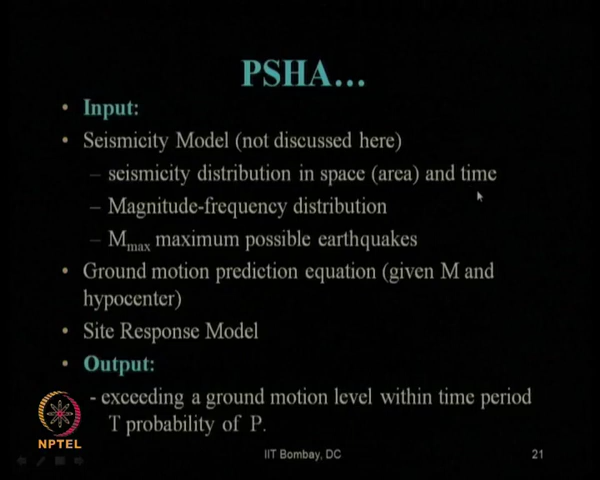 PSHA...
• Input:
• Seismicity Model (not discussed here)
– seismicity distribution in space (area) and time
– Magnitude-frequency distribution
– Mmax maximum possible earthquakes
• Ground motion prediction equation (given M and
hypocenter)
• Site Response Model
• Output:
- exceeding a ground motion level within time period
T probability of P.
NPTEL
IIT Bombay, DC
21